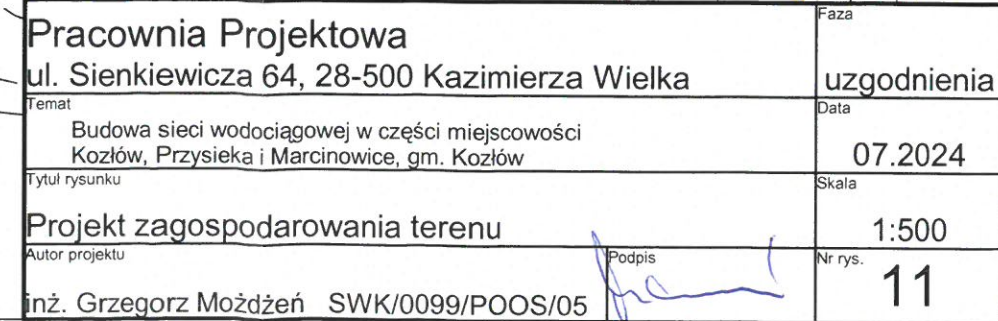 Pracownia Projektowa
ul. Sienkiewicza 64, 28-500 Kazimierza Wielka
Faza
uzgodnienia
Temat
Budowa sieci wodociągowej w części miejscowości
Kozłów, Przysieka i Marcinowice, gm. Kozłów
Data
07.2024
Tytuł rysunku
Projekt zagospodarowania terenu
Skala
1:500
Autor projektu
inż. Grzegorz Możdżeń SWK/0099/POOS/05
Podpis
Nr rys.
11